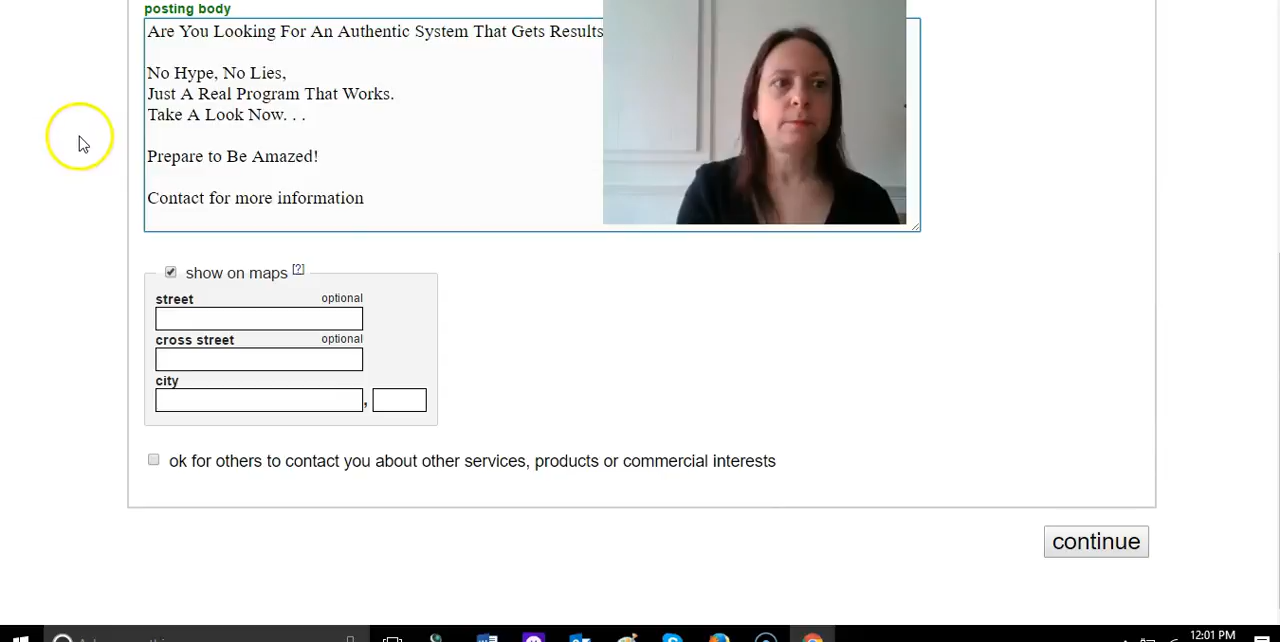 posting body
Are You Looking For An Authentic System That Gets Results
No Hype, No Lies,
Just A Real Program That Works.
Take A Look Now. . .
Prepare to Be Amazed!
Contact for more information
show on maps [?]
street optional
cross street optional
city
,
ok for others to contact you about other services, products or commercial interests
continue
12:01 PM